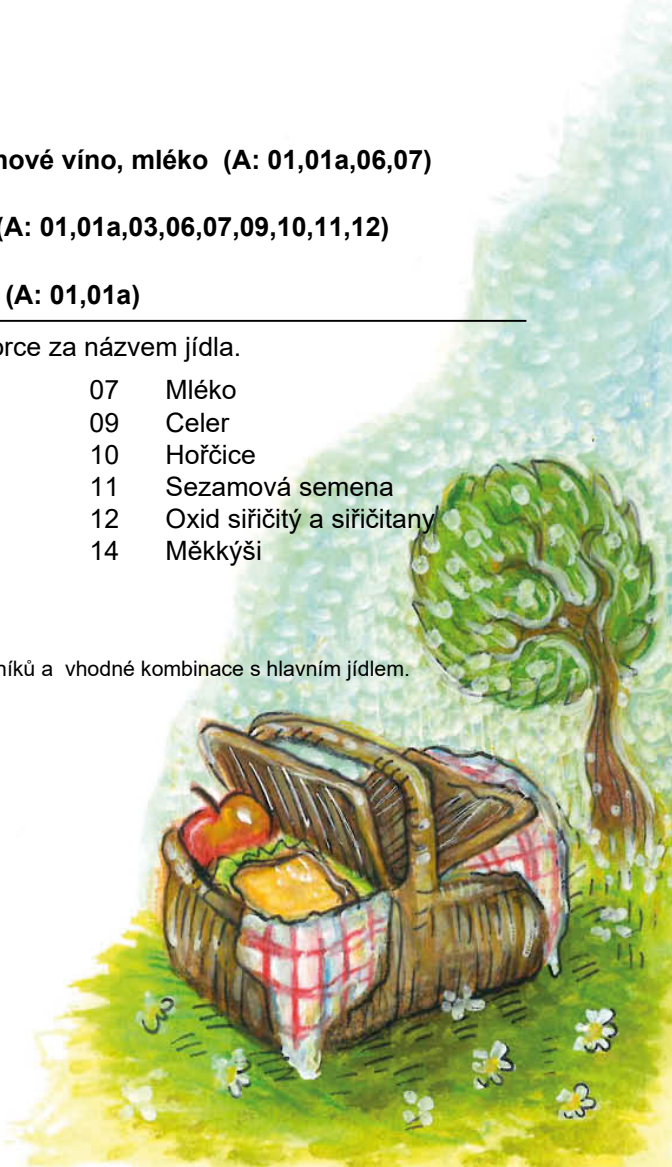 nové víno, mléko (A: 01,01a,06,07)
(A: 01,01a,03,06,07,09,10,11,12)
(A: 01,01a)
orce za názvem jídla.
07 Mléko
09 Celer
10 Hořčice
11 Sezamová semena
12 Oxid siřičitý a siřičitany
14 Měkkýši
níků a vhodné kombinace s hlavním jídlem.